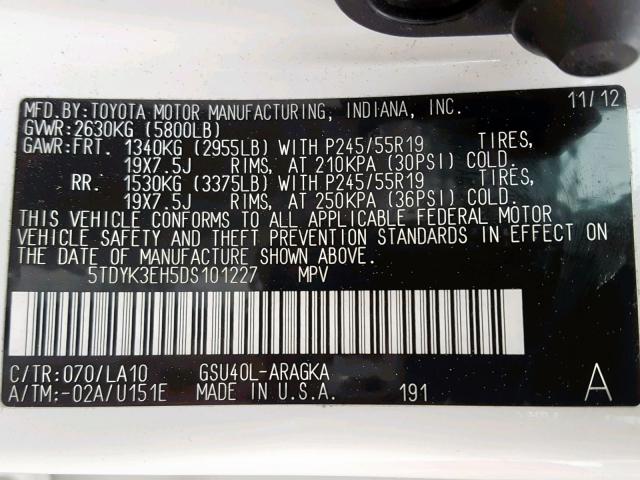 MFD.BY:TOYOTA MOTOR MANUFACTURING, INDIANA, INC. 11/12
GVWR:2630KG (5800LB)
GAWR:FRT. 1340KG (2955LB) WITH P245/55R19 TIRES,
19X7.5J RIMS, AT 210KPA (30PSI) COLD.
RR. 1530KG (3375LB) WITH P245/55R19 TIRES,
19X7.5J RIMS, AT 250KPA (36PSI) COLD.
THIS VEHICLE CONFORMS TO ALL APPLICABLE FEDERAL MOTOR
VEHICLE SAFETY AND THEFT PREVENTION STANDARDS IN EFFECT ON
THE DATE OF MANUFACTURE SHOWN ABOVE.
5TDYK3EH5DS101227 MPV
C/TR:070/LA10 GSU40L-ARAGKA
A/TM:-02A/U151E MADE IN U.S.A. 191 A